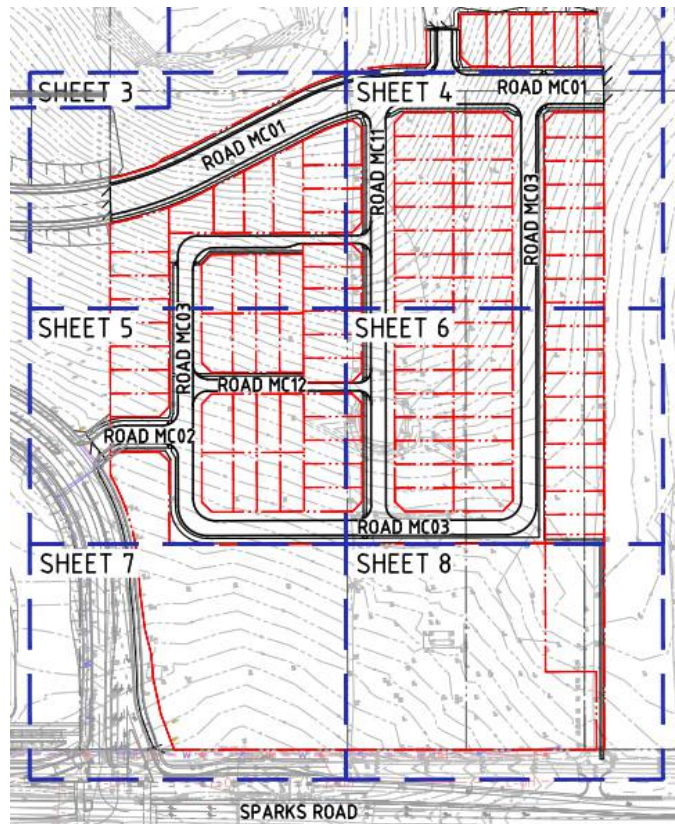 SHEET 3
SHEET 4
ROAD MC01
ROAD MC01
ROAD MC11
ROAD MC03
SHEET 5
SHEET 6
ROAD MC03
ROAD MC12
ROAD MC02
ROAD MC03
SHEET 7
SHEET 8
SPARKS ROAD